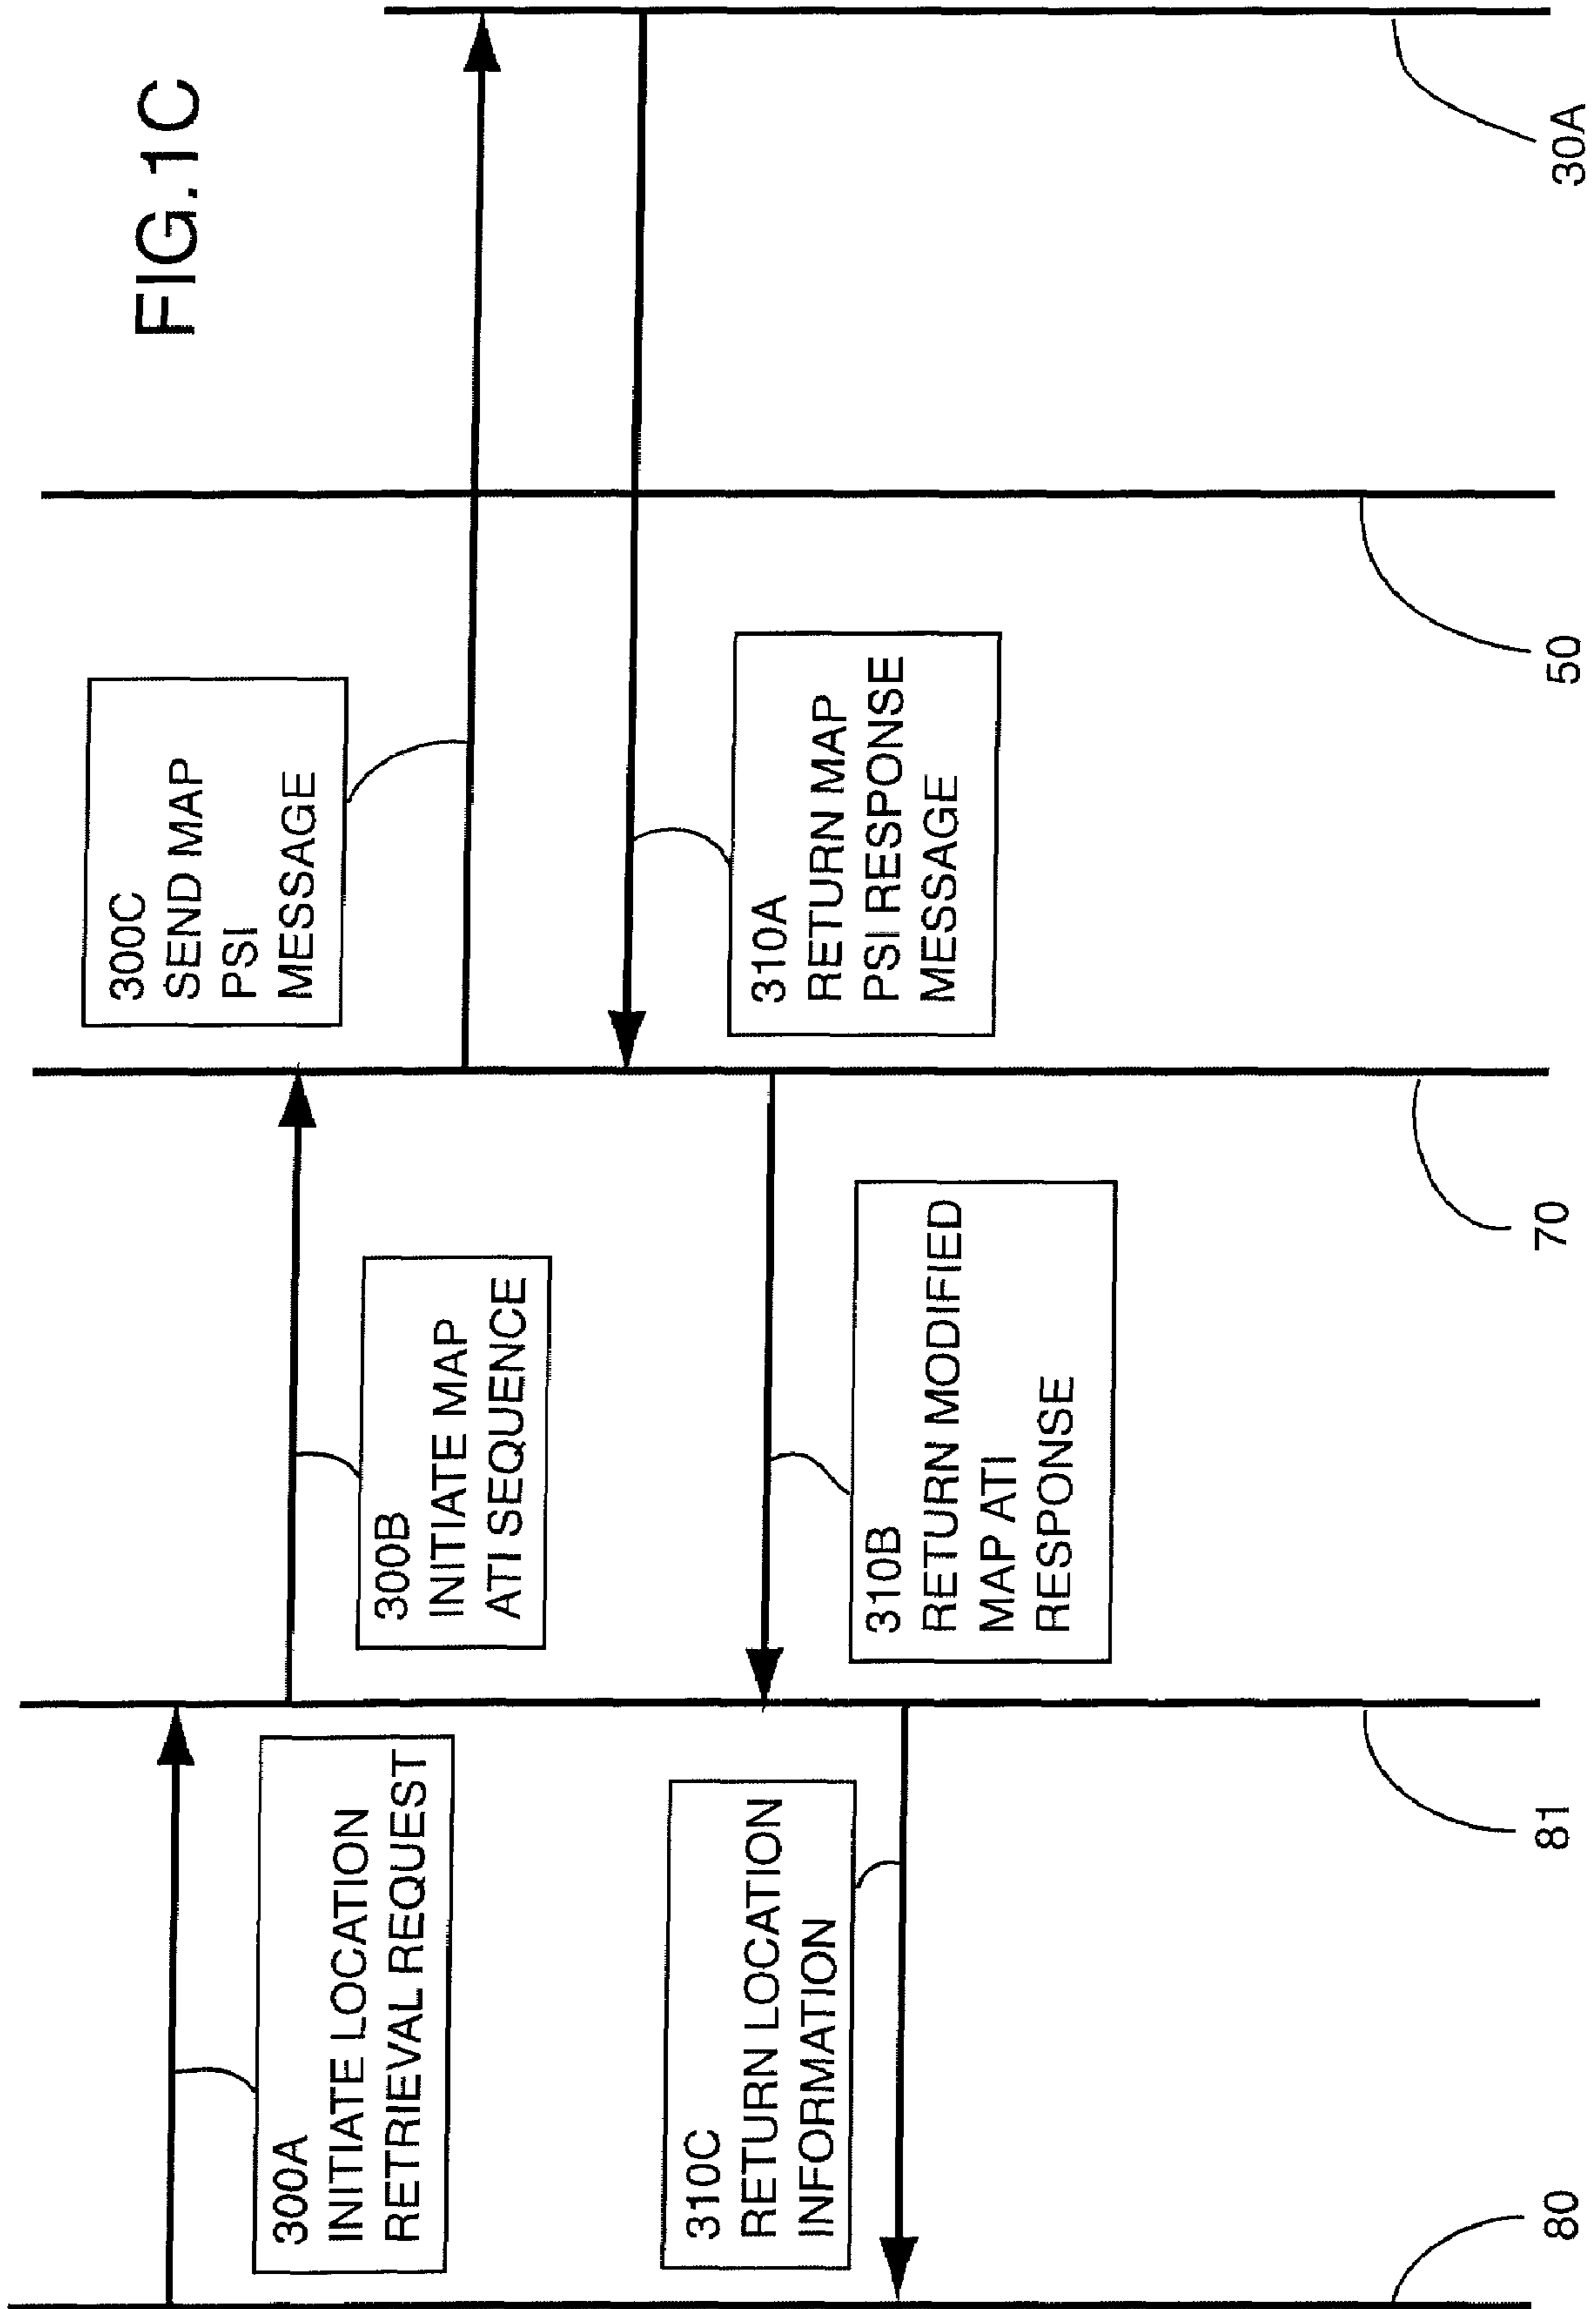 FIG.1C
300A
INITIATE LOCATION
RETRIEVAL REQUEST
300B
INITIATE MAP
ATI SEQUENCE
300C
SEND MAP
PSI
MESSAGE
310A
RETURN MAP
PSI RESPONSE
MESSAGE
310B
RETURN MODIFIED
MAP ATI
RESPONSE
310C
RETURN LOCATION
INFORMATION
80
81
70
50
30A